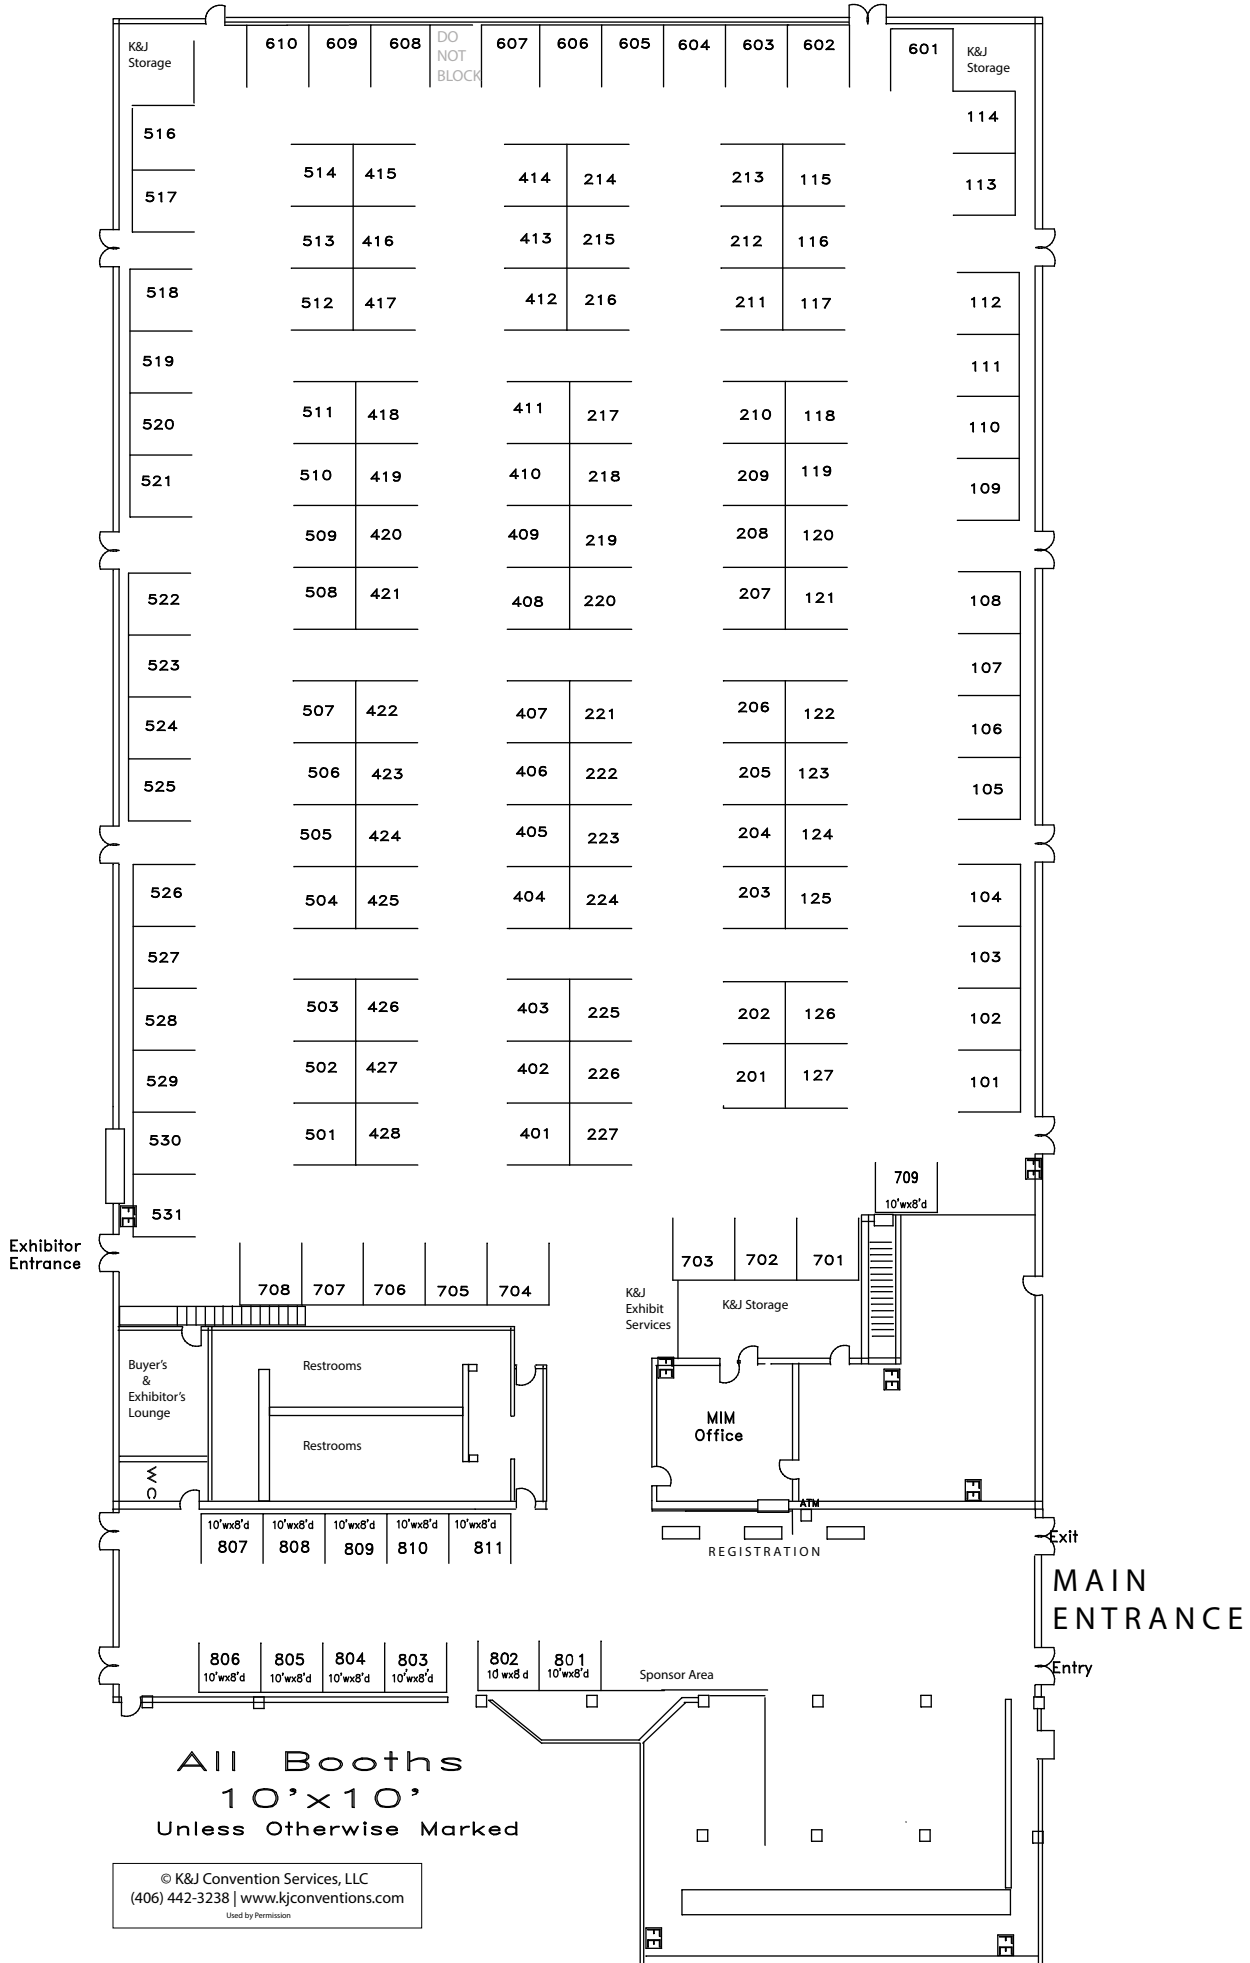 K&J
Storage
610 609 608
DO
NOT
BLOCK
607 606 605 604 603 602
601
K&J
Storage
516
114
514 415 414 214 213 115
517
113
513 416 413 215 212 116
518
512 417 412 216 211 117
112
519
111
511 418 411 217 210 118
520
110
521 510 419 410 218 209 119 109
509 420 409 219 208 120
522 508 421 408 220 207 121 108
523
107
507 422 407 221 206 122
524
106
525 506 423 406 222 205 123 105
505 424 405 223 204 124
526 504 425 404 224 203 125 104
527
103
503 426 403 225 202 126
528
102
529 502 427 402 226 201 127 101
530 501 428 401 227
709
10'wx8'd
531
Exhibitor
Entrance
703 702 701
708 707 706 705 704
K&J
Exhibit
Services
K&J Storage
Buyer's
&
Exhibitor's
Lounge
Restrooms
Restrooms
MIM
Office
W C
ATM
10'wx8'd 10'wx8'd 10'wx8'd 10'wx8'd 10'wx8'd
807 808 809 810 811
REGISTRATION
Exit
MAIN
ENTRANCE
806 805 804 803 802 801
10'wx8'd 10'wx8'd 10'wx8'd 10'wx8'd 10'wx8'd 10'wx8'd
Sponsor Area
Entry
All Booths
10'x10'
Unless Otherwise Marked
© K&J Convention Services, LLC
(406) 442-3238 | www.kjconventions.com
Used by Permission